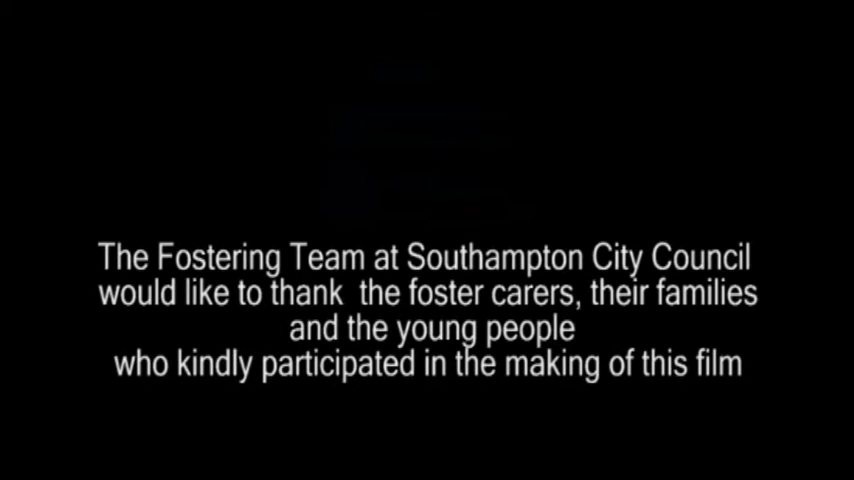 The Fostering Team at Southampton City Council
would like to thank  the foster carers, their families
and the young people
who kindly participated in the making of this film